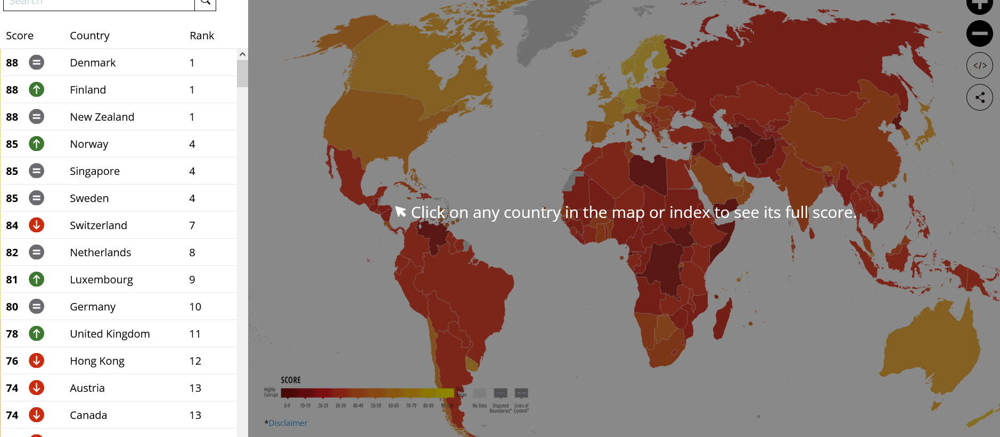 Search
Score Country Rank
88 Denmark 1
88 Finland 1
88 New Zealand 1
85 Norway 4
85 Singapore 4
85 Sweden 4
84 Switzerland 7
82 Netherlands 8
81 Luxembourg 9
80 Germany 10
78 United Kingdom 11
76 Hong Kong 12
74 Austria 13
74 Canada 13
</>
Click on any country in the map or index to see its full score.
SCORE
Highly Corrupt
Very Clean
0-9 10-19 20-29 30-39 40-49 50-59 60-69 70-79 80-89 90-100
No Data
Disputed Boundaries*
Lines of Control*
*Disclaimer